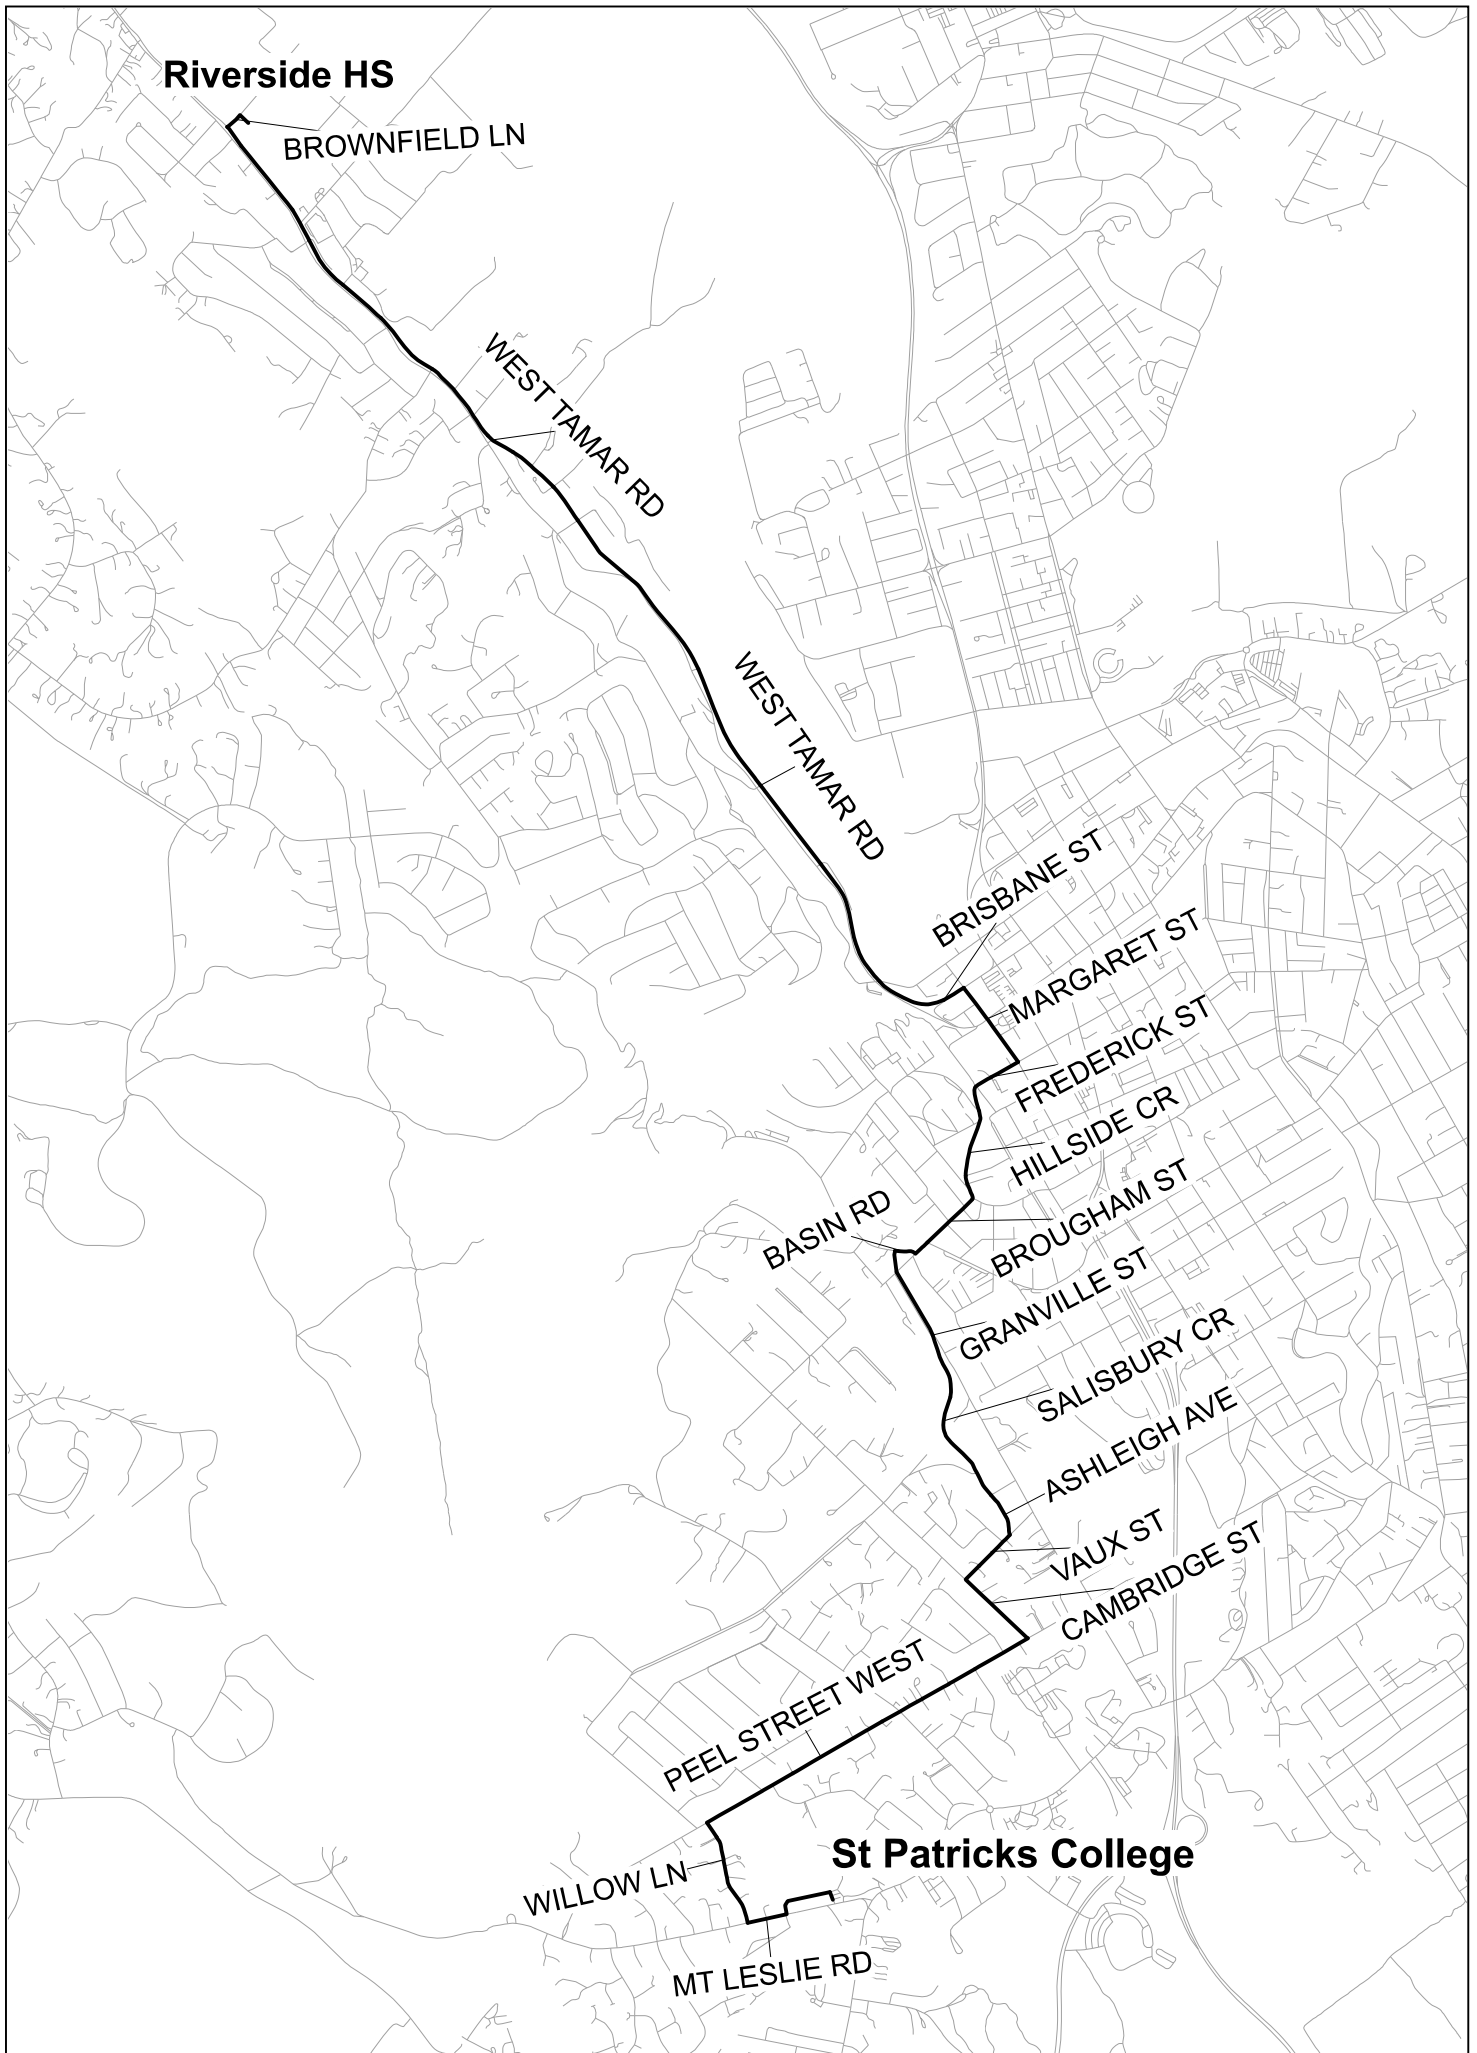 Riverside HS
BROWNFIELD LN
WEST TAMAR RD
WEST TAMAR RD
BRISBANE ST
MARGARET ST
FREDERICK ST
HILLSIDE CR
BROUGHAM ST
BASIN RD
GRANVILLE ST
SALISBURY CR
ASHLEIGH AVE
VAUX ST
CAMBRIDGE ST
PEEL STREET WEST
St Patricks College
WILLOW LN
MT LESLIE RD